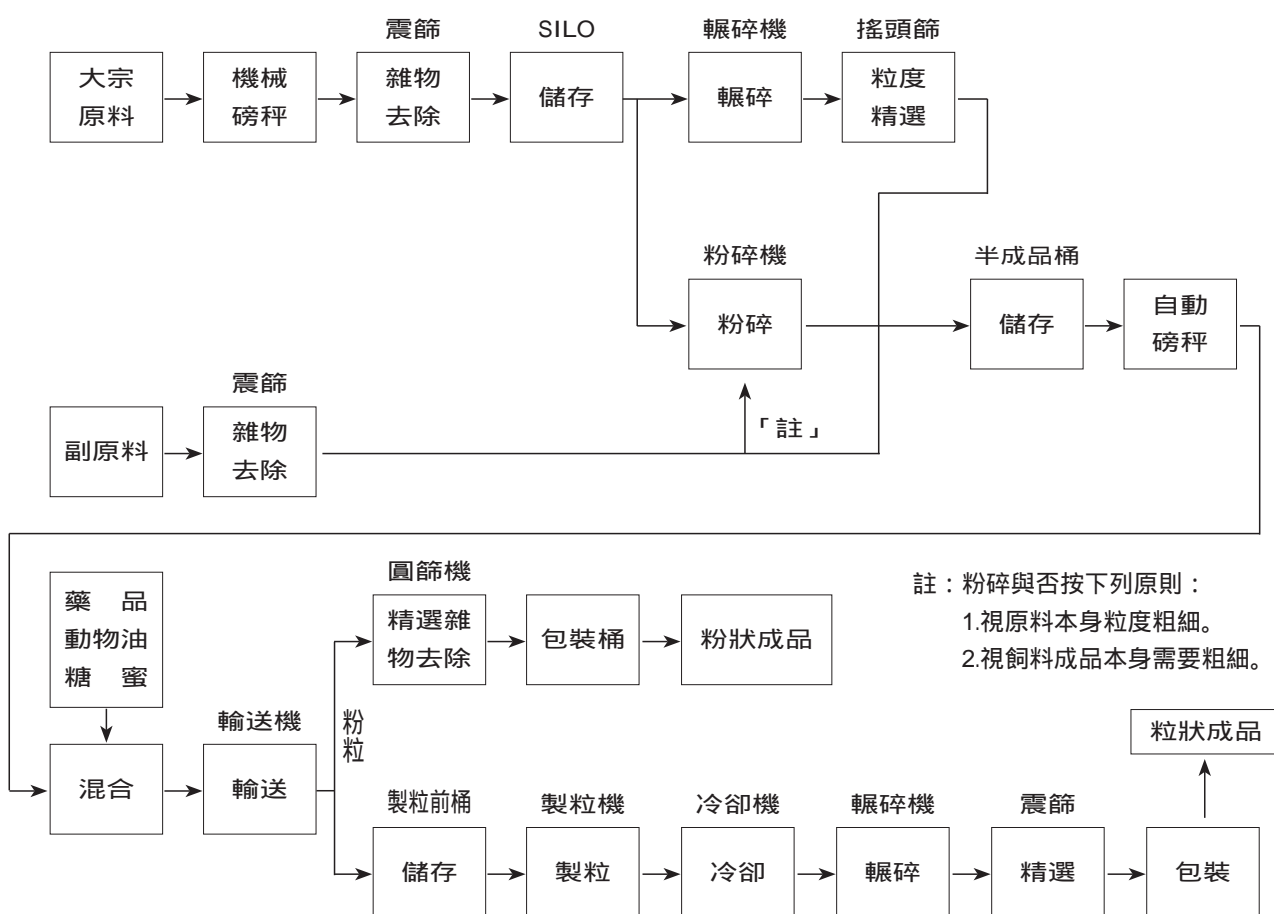 震篩
SILO
輾碎機
搖頭篩
大宗
原料
機械
磅秤
雜物
去除
儲存
輾碎
粒度
精選
粉碎機
半成品桶
粉碎
儲存
自動
磅秤
震篩
副原料
雜物
去除
「註」
藥　品
動物油
糖　蜜
圓篩機
精選雜
物去除
包裝桶
粉狀成品
註：粉碎與否按下列原則：
1.視原料本身粒度粗細。
2.視飼料成品本身需要粗細。
輸送機
粉粒
粒狀成品
混合
輸送
製粒前桶
製粒機
冷卻機
輾碎機
震篩
儲存
製粒
冷卻
輾碎
精選
包裝